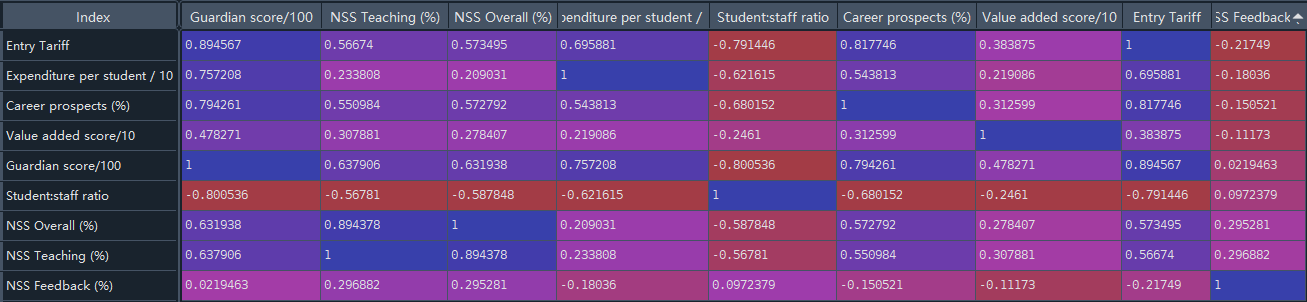 Index Guardian score/100 NSS Teaching (%) NSS Overall (%) penditure per student / Student:staff ratio Career prospects (%) Value added score/10 Entry Tariff SS Feedback
Entry Tariff 0.894567 0.56674 0.573495 0.695881 -0.791446 0.817746 0.383875 1 -0.21749
Expenditure per student / 10 0.757208 0.233808 0.209031 1 -0.621615 0.543813 0.219086 0.695881 -0.18036
Career prospects (%) 0.794261 0.550984 0.572792 0.543813 -0.680152 1 0.312599 0.817746 -0.150521
Value added score/10 0.478271 0.307881 0.278407 0.219086 -0.2461 0.312599 1 0.383875 -0.11173
Guardian score/100 1 0.637906 0.631938 0.757208 -0.800536 0.794261 0.478271 0.894567 0.0219463
Student:staff ratio -0.800536 -0.56781 -0.587848 -0.621615 1 -0.680152 -0.2461 -0.791446 0.0972379
NSS Overall (%) 0.631938 0.894378 1 0.209031 -0.587848 0.572792 0.278407 0.573495 0.295281
NSS Teaching (%) 0.637906 1 0.894378 0.233808 -0.56781 0.550984 0.307881 0.56674 0.296882
NSS Feedback (%) 0.0219463 0.296882 0.295281 -0.18036 0.0972379 -0.150521 -0.11173 -0.21749 1